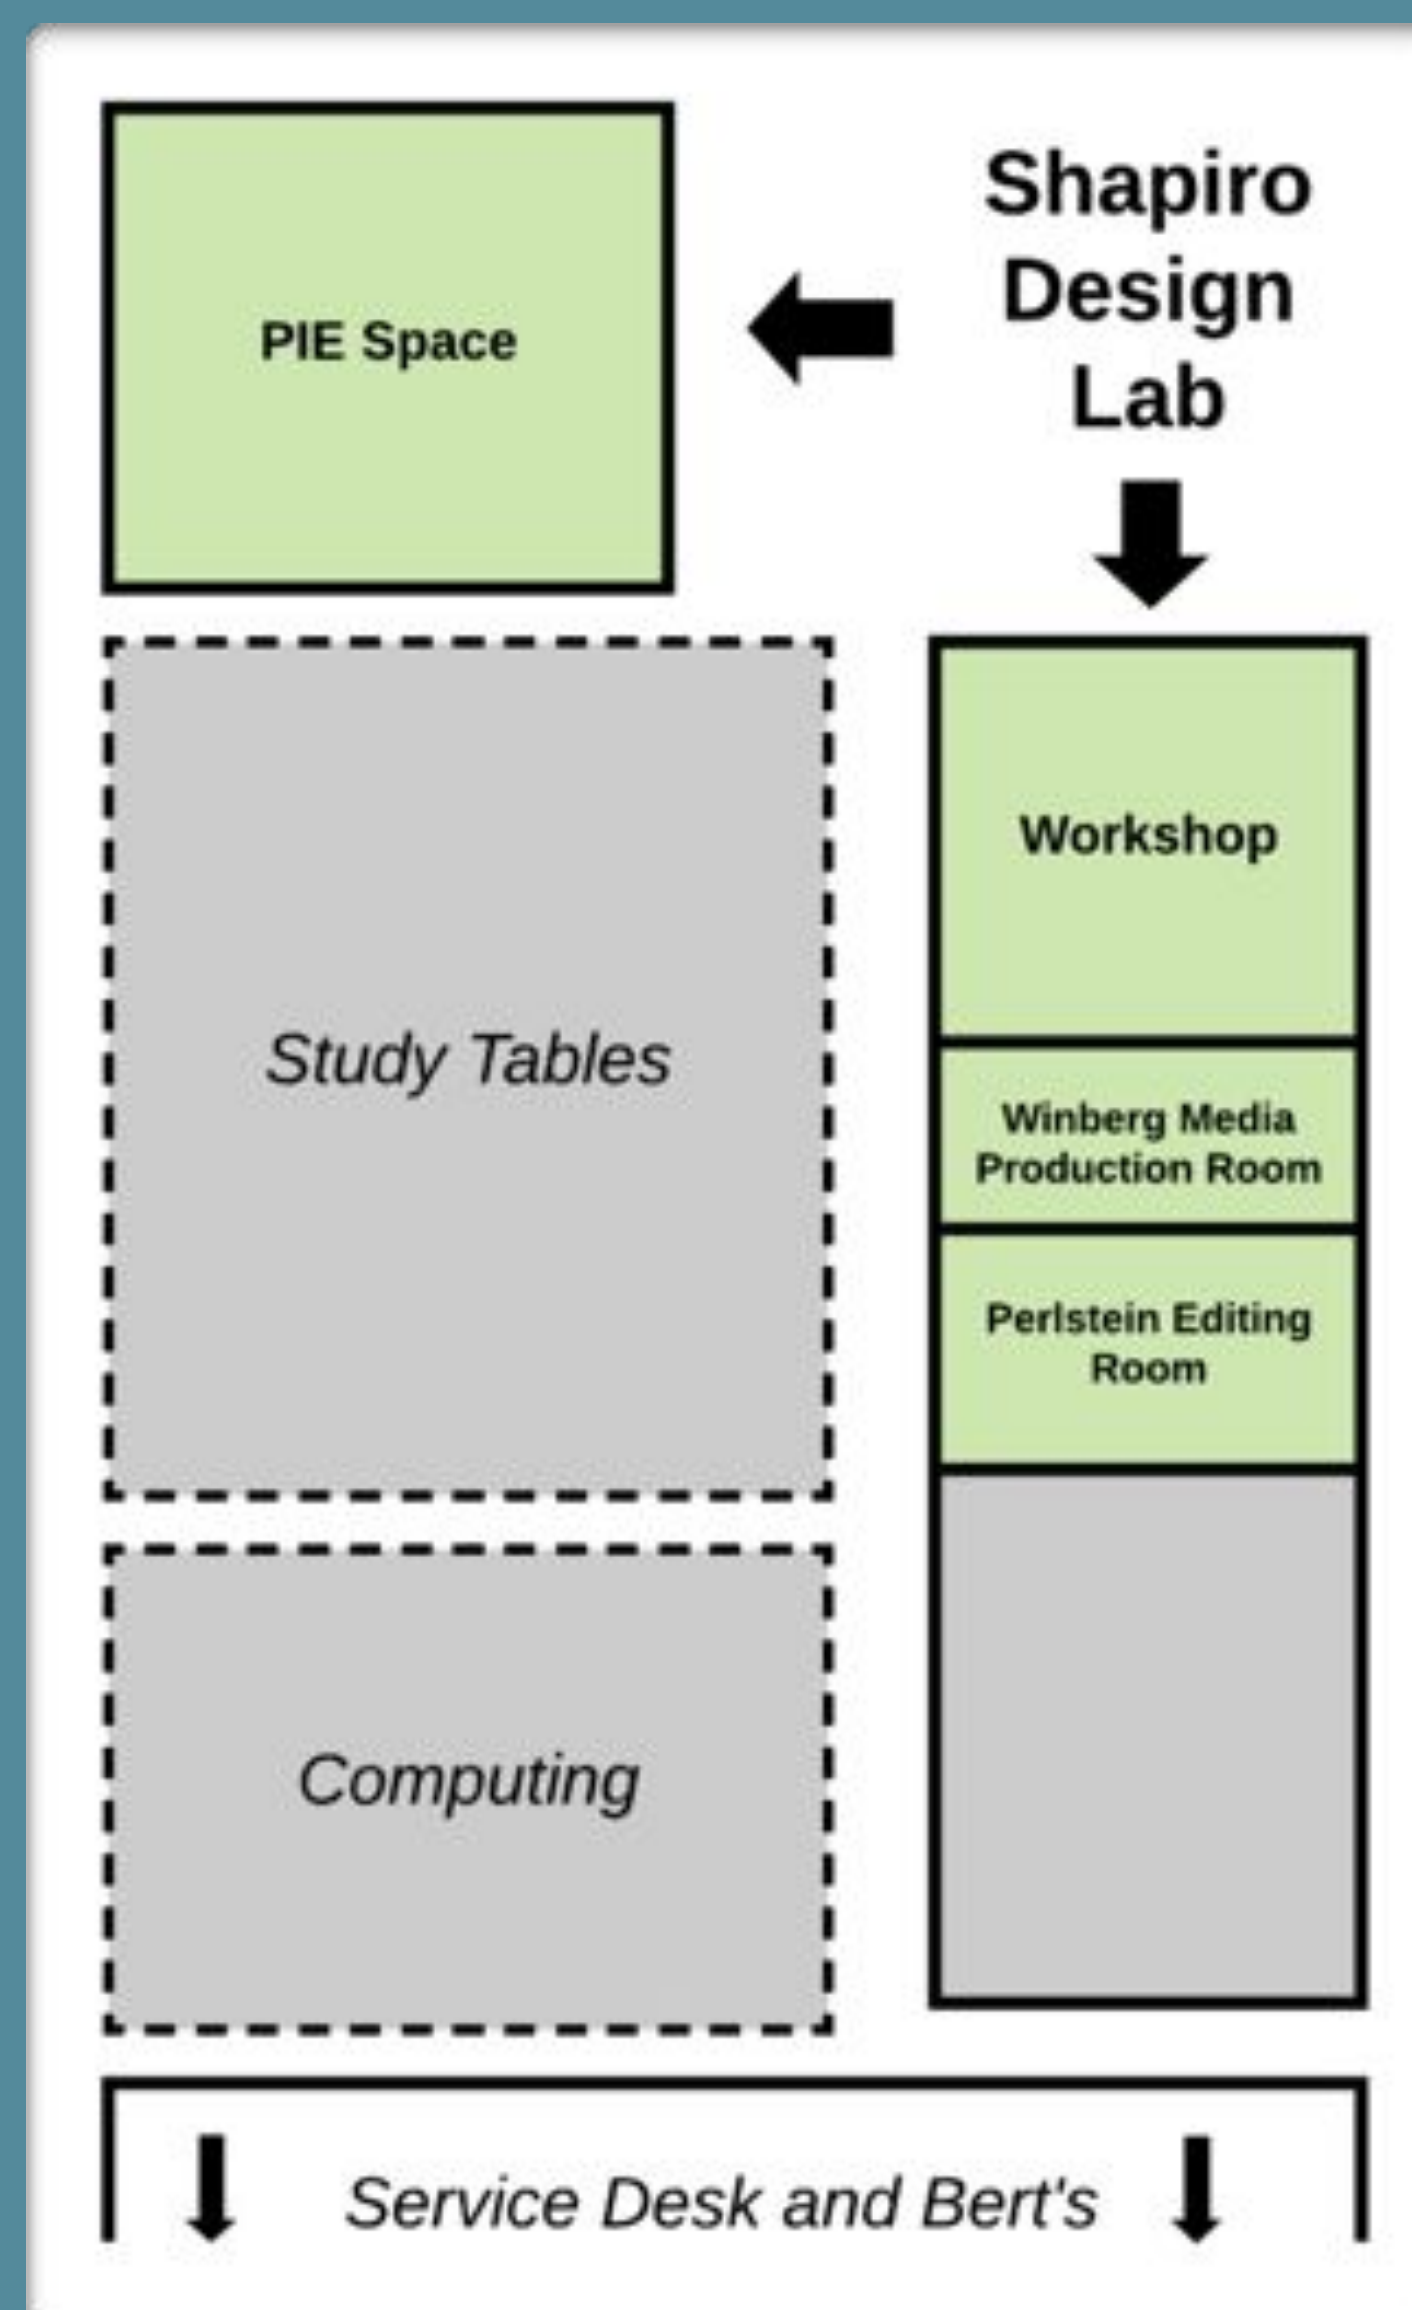 PIE Space
Shapiro
Design
Lab
Workshop
Study Tables
Winberg Media
Production Room
Perlstein Editing
Room
Computing
Service Desk and Bert's